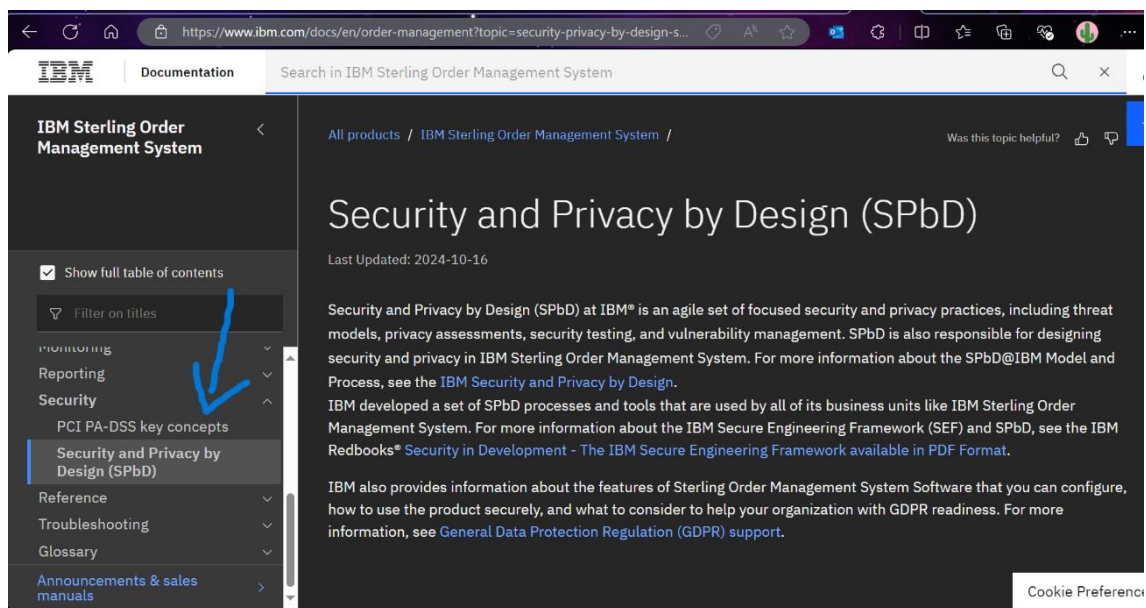 https://www.ibm.com/docs/en/order-management?topic=security-privacy-by-design-s...
IBM
Documentation
Search in IBM Sterling Order Management System
IBM Sterling Order
Management System
Show full table of contents
Filter on titles
Monitoring
Reporting
Security
PCI PA-DSS key concepts
Security and Privacy by
Design (SPbD)
Reference
Troubleshooting
Glossary
Announcements & sales
manuals
All products / IBM Sterling Order Management System /
Was this topic helpful?
Security and Privacy by Design (SPbD)
Last Updated: 2024-10-16
Security and Privacy by Design (SPbD) at IBM® is an agile set of focused security and privacy practices, including threat
models, privacy assessments, security testing, and vulnerability management. SPbD is also responsible for designing
security and privacy in IBM Sterling Order Management System. For more information about the SPbD@IBM Model and
Process, see the IBM Security and Privacy by Design.
IBM developed a set of SPbD processes and tools that are used by all of its business units like IBM Sterling Order
Management System. For more information about the IBM Secure Engineering Framework (SEF) and SPbD, see the IBM
Redbooks® Security in Development - The IBM Secure Engineering Framework available in PDF Format.
IBM also provides information about the features of Sterling Order Management System Software that you can configure,
how to use the product securely, and what to consider to help your organization with GDPR readiness. For more
information, see General Data Protection Regulation (GDPR) support.
Cookie Preference